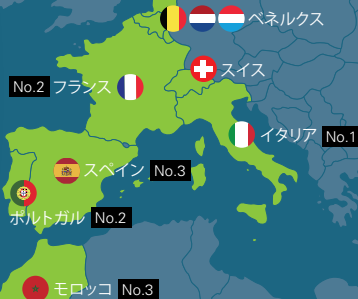 ベネルクス
スイス
No.2 フランス
イタリア No.1
スペイン No.3
ポルトガル No.2
モロッコ No.3